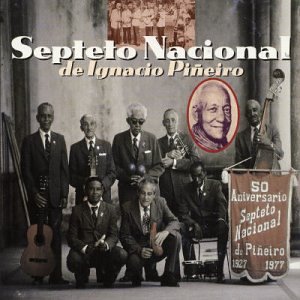 Septeto Nacional
de Ignacio Piñeiro
50
Aniversario
Septeto
Nacional
de Piñeiro
1927 1977